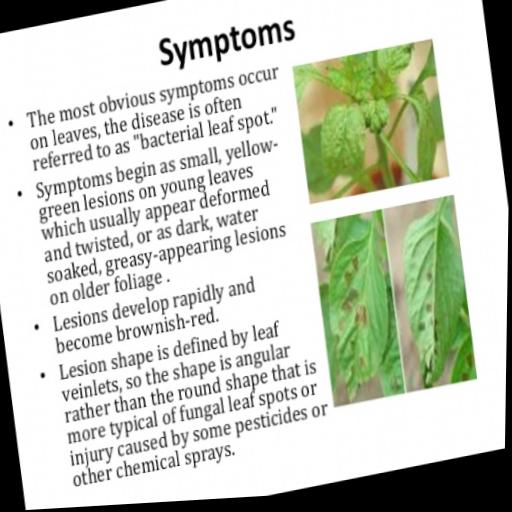 Symptoms
• The most obvious symptoms occur
on leaves, the disease is often
referred to as "bacterial leaf spot."
• Symptoms begin as small, yellow-
green lesions on young leaves
which usually appear deformed
and twisted, or as dark, water
soaked, greasy-appearing lesions
on older foliage .
• Lesions develop rapidly and
become brownish-red.
• Lesion shape is defined by leaf
veinlets, so the shape is angular
rather than the round shape that is
more typical of fungal leaf spots or
injury caused by some pesticides or
other chemical sprays.